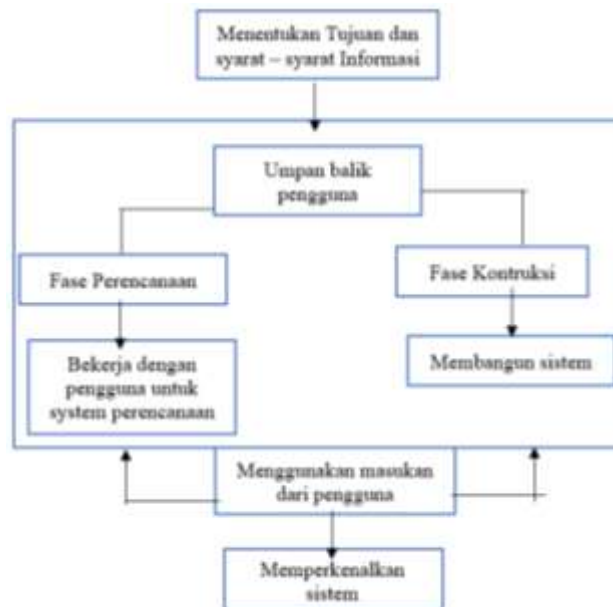 Menentukan Tujuan dan
syarat – syarat Informasi
Umpan balik
pengguna
Fase Perencanaan
Fase Kontruksi
Bekerja dengan
pengguna untuk
system perencanaan
Membangun sistem
Menggunakan masukan
dari pengguna
Memperkenalkan
sistem